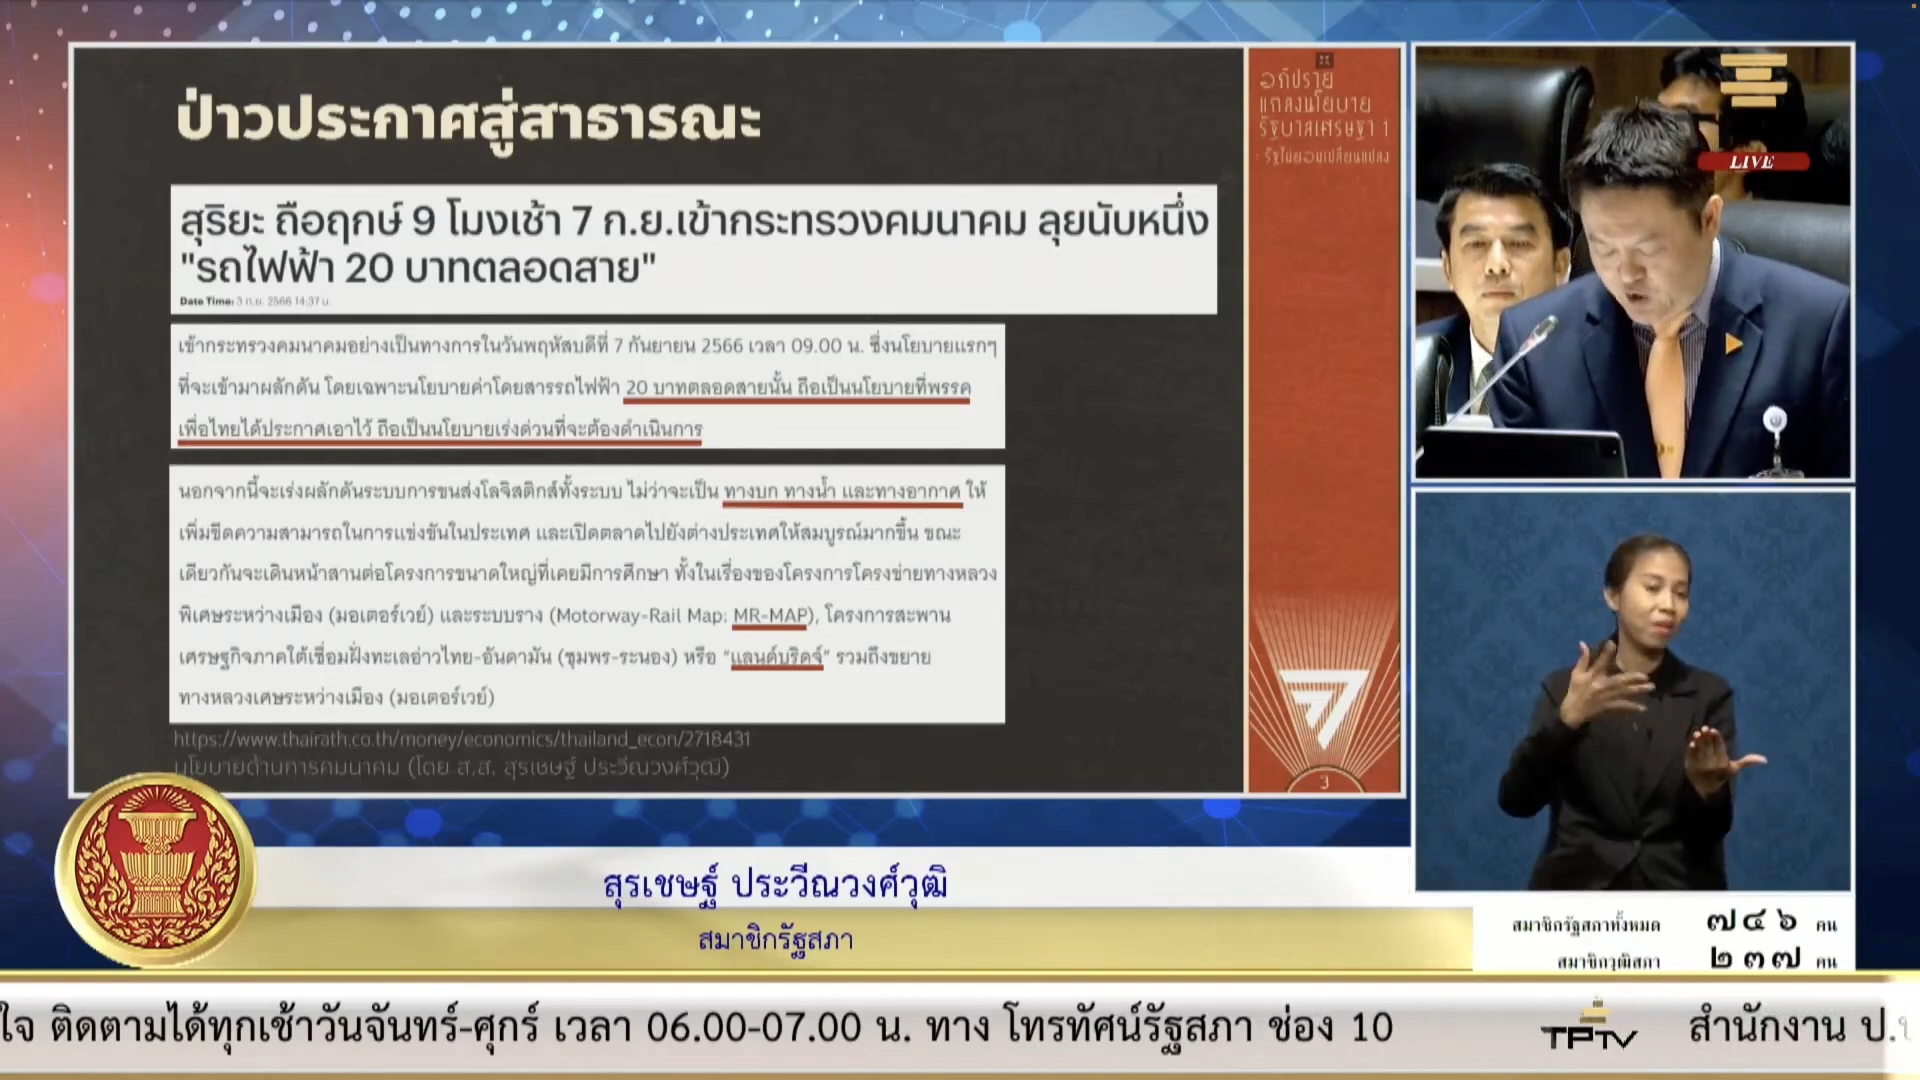 ป่าวประกาศสู่สาธารณะ
สุริยะ ถือฤกษ์ 9 โมงเช้า 7 ก.ย.เข้ากระทรวงคมนาคม ลุยนับหนึ่ง
"รถไฟฟ้า 20 บาทตลอดสาย"
Date Time: 3 ก.ย. 2566 14:37 น.
เข้ากระทรวงคมนาคมอย่างเป็นทางการในวันพฤหัสบดีที่ 7 กันยายน 2566 เวลา 09.00 น. ซึ่งนโยบายแรกๆ
ที่จะเข้ามาผลักดัน โดยเฉพาะนโยบายค่าโดยสารรถไฟฟ้า 20 บาทตลอดสายนั้น ถือเป็นนโยบายที่พรรค
เพื่อไทยได้ประกาศเอาไว้ ถือเป็นนโยบายเร่งด่วนที่จะต้องดำเนินการ
นอกจากนี้จะเร่งผลักดันระบบการขนส่งโลจิสติกส์ทั้งระบบ ไม่ว่าจะเป็น ทางบก ทางน้ำ และทางอากาศ ให้
เพิ่มขีดความสามารถในการแข่งขันในประเทศ และเปิดตลาดไปยังต่างประเทศให้สมบูรณ์มากขึ้น ขณะ
เดียวกันจะเดินหน้าสานต่อโครงการขนาดใหญ่ที่เคยมีการศึกษา ทั้งในเรื่องของโครงการโครงข่ายทางหลวง
พิเศษระหว่างเมือง (มอเตอร์เวย์) และระบบราง (Motorway-Rail Map: MR-MAP), โครงการสะพาน
เศรษฐกิจภาคใต้เชื่อมฝั่งทะเลอ่าวไทย-อันดามัน (ชุมพร-ระนอง) หรือ “แลนด์บริดจ์” รวมถึงขยาย
ทางหลวงเศษระหว่างเมือง (มอเตอร์เวย์)
https://www.thairath.co.th/money/economics/thailand_econ/2718431
นโยบายด้านการคมนาคม (โดย ส.ส. สุรเชษฐ์ ประวีณวงศ์วุฒิ)
อภิปราย
แถลงนโยบาย
รัฐบาลเศรษฐา 1
: รัฐไม่ยอมเปลี่ยนแปลง
3
LIVE
สุรเชษฐ์ ประวีณวงศ์วุฒิ
สมาชิกรัฐสภา
สมาชิกรัฐสภาทั้งหมด ๗๔๖ คน
สมาชิกวุฒิสภา ๒๓๗ คน
ใจ ติดตามได้ทุกเช้าวันจันทร์-ศุกร์ เวลา 06.00-07.00 น. ทาง โทรทัศน์รัฐสภา ช่อง 10 TPTV สำนักงาน ป.